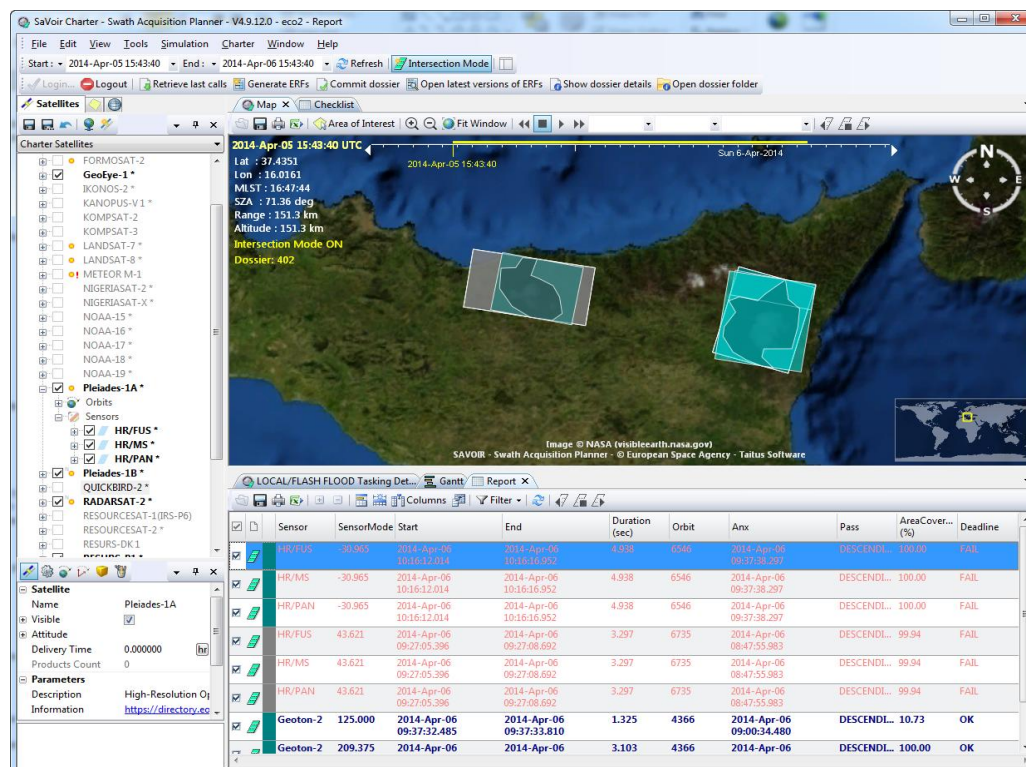 SaVoir Charter - Swath Acquisition Planner - V4.9.12.0 - eco2 - Report
File Edit View Tools Simulation Charter Window Help
Start : 2014-Apr-05 15:43:40 End : 2014-Apr-06 15:43:40 Refresh Intersection Mode
Login... Logout Retrieve last calls Generate ERFs Commit dossier Open latest versions of ERFs Show dossier details Open dossier folder
Satellites
Charter Satellites
FORMOSAT-2
GeoEye-1 *
IKONOS-2 *
KANOPUS-V 1 *
KOMPSAT-2
KOMPSAT-3
LANDSAT-7 *
LANDSAT-8 *
METEOR M-1
NIGERIASAT-2 *
NIGERIASAT-X *
NOAA-15 *
NOAA-16 *
NOAA-17 *
NOAA-18 *
NOAA-19 *
Pleiades-1A *
Orbits
Sensors
HR/FUS *
HR/MS *
HR/PAN *
Pleiades-1B *
QUICKBIRD-2 *
RADARSAT-2 *
RESOURCESAT-1(IRS-P6)
RESOURCESAT-2 *
RESURS-DK 1
Satellite
Name Pleiades-1A
Visible
Attitude
Delivery Time 0.000000 hr
Products Count 0
Parameters
Description High-Resolution Op
Information https://directory.eo
Map Checklist
Area of Interest Fit Window
2014-Apr-05 15:43:40 UTC
Lat : 37.4351
Lon : 16.0161
MLST : 16:47:44
SZA : 71.36 deg
Range : 151.3 km
Altitude : 151.3 km
Intersection Mode ON
Dossier: 402
2014-Apr-05 15:43:40
Sun 6-Apr-2014
N
W E
S
Image © NASA (visibleearth.nasa.gov)
SAVOIR - Swath Acquisition Planner - © European Space Agency - Taitus Software
LOCAL/FLASH FLOOD Tasking Det... Gantt Report
Columns Filter
Sensor SensorMode Start End Duration (sec) Orbit Anx Pass AreaCover... (%) Deadline
HR/FUS -30.965 2014-Apr-06 10:16:12.014 2014-Apr-06 10:16:16.952 4.938 6546 2014-Apr-06 09:37:38.297 DESCENDI... 100.00 FAIL
HR/MS -30.965 2014-Apr-06 10:16:12.014 2014-Apr-06 10:16:16.952 4.938 6546 2014-Apr-06 09:37:38.297 DESCENDI... 100.00 FAIL
HR/PAN -30.965 2014-Apr-06 10:16:12.014 2014-Apr-06 10:16:16.952 4.938 6546 2014-Apr-06 09:37:38.297 DESCENDI... 100.00 FAIL
HR/FUS 43.621 2014-Apr-06 09:27:05.396 2014-Apr-06 09:27:08.692 3.297 6735 2014-Apr-06 08:47:55.983 DESCENDI... 99.94 FAIL
HR/MS 43.621 2014-Apr-06 09:27:05.396 2014-Apr-06 09:27:08.692 3.297 6735 2014-Apr-06 08:47:55.983 DESCENDI... 99.94 FAIL
HR/PAN 43.621 2014-Apr-06 09:27:05.396 2014-Apr-06 09:27:08.692 3.297 6735 2014-Apr-06 08:47:55.983 DESCENDI... 99.94 FAIL
Geoton-2 125.000 2014-Apr-06 09:37:32.485 2014-Apr-06 09:37:33.810 1.325 4366 2014-Apr-06 09:00:34.480 DESCENDI... 10.73 OK
Geoton-2 209.375 2014-Apr-06 2014-Apr-06 3.103 4366 2014-Apr-06 DESCENDI... 100.00 OK